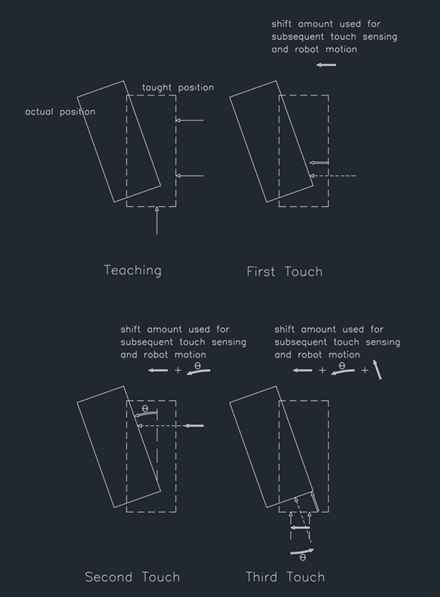 shift amount used for
subsequent touch sensing
and robot motion
taught position
actual position
Teaching
First Touch
shift amount used for
subsequent touch sensing
and robot motion
+ θ
shift amount used for
subsequent touch sensing
and robot motion
+ θ +
θ
θ
Second Touch
Third Touch